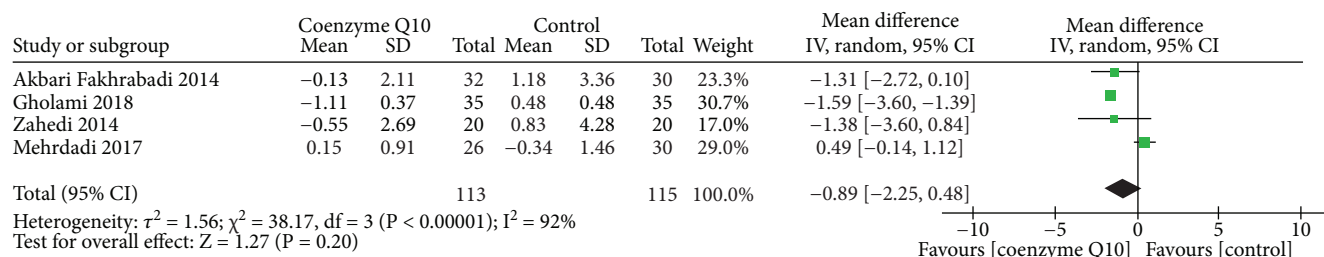 Coenzyme Q10 Control Mean difference Mean difference
Study or subgroup Mean SD Total Mean SD Total Weight IV, random, 95% CI IV, random, 95% CI
Akbari Fakhrabadi 2014 −0.13 2.11 32 1.18 3.36 30 23.3% −1.31 [−2.72, 0.10]
Gholami 2018 −1.11 0.37 35 0.48 0.48 35 30.7% −1.59 [−3.60, −1.39]
Zahedi 2014 −0.55 2.69 20 0.83 4.28 20 17.0% −1.38 [−3.60, 0.84]
Mehrdadi 2017 0.15 0.91 26 −0.34 1.46 30 29.0% 0.49 [−0.14, 1.12]
Total (95% CI) 113 115 100.0% −0.89 [−2.25, 0.48]
Heterogeneity: τ² = 1.56; χ² = 38.17, df = 3 (P < 0.00001); I² = 92%
Test for overall effect: Z = 1.27 (P = 0.20)
−10 −5 0 5 10
Favours [coenzyme Q10] Favours [control]